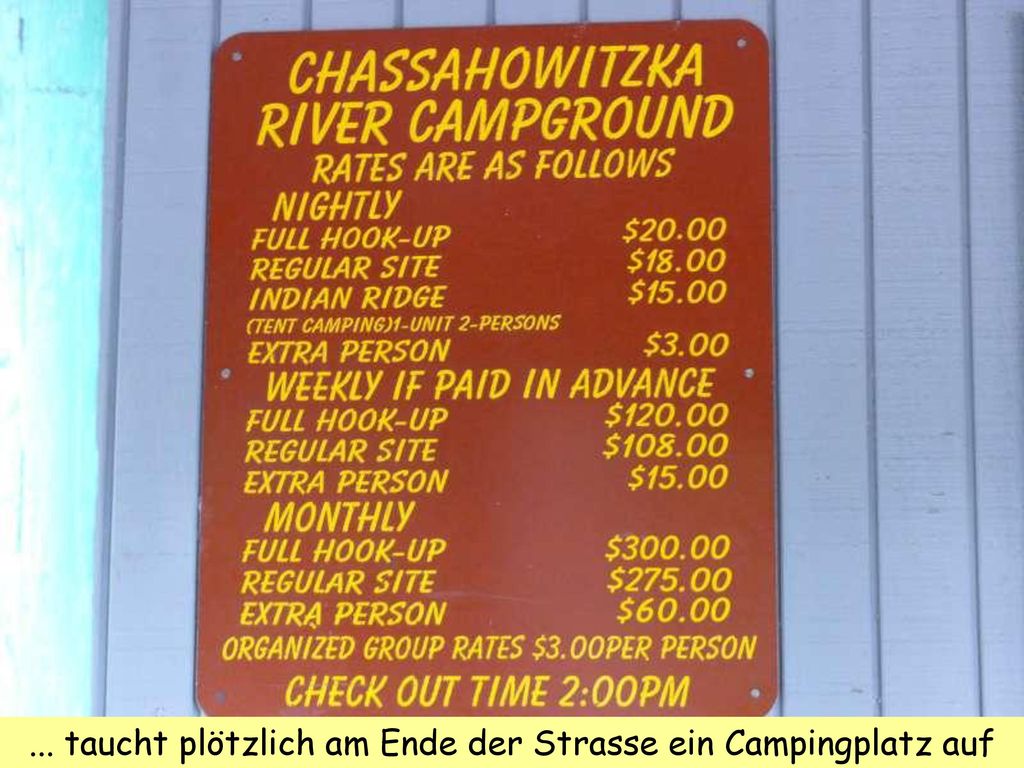 CHASSAHOWITZKA
RIVER CAMPGROUND
RATES ARE AS FOLLOWS
NIGHTLY
FULL HOOK-UP $20.00
REGULAR SITE $18.00
INDIAN RIDGE $15.00
(TENT CAMPING)1-UNIT 2-PERSONS
EXTRA PERSON $3.00
WEEKLY IF PAID IN ADVANCE
FULL HOOK-UP $120.00
REGULAR SITE $108.00
EXTRA PERSON $15.00
MONTHLY
FULL HOOK-UP $300.00
REGULAR SITE $275.00
EXTRA PERSON $60.00
ORGANIZED GROUP RATES $3.00PER PERSON
CHECK OUT TIME 2:00PM
... taucht plötzlich am Ende der Strasse ein Campingplatz auf